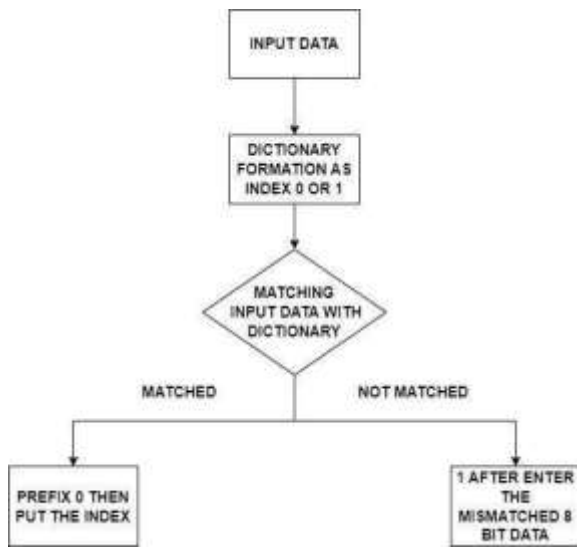 INPUT DATA
DICTIONARY
FORMATION AS
INDEX 0 OR 1
MATCHING
INPUT DATA WITH
DICTIONARY
MATCHED
NOT MATCHED
PREFIX 0 THEN
PUT THE INDEX
1 AFTER ENTER
THE
MISMATCHED 8
BIT DATA